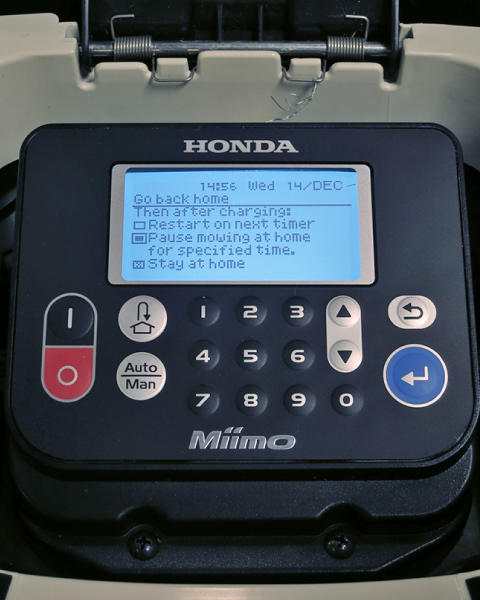 HONDA
14:56 Wed 14/DEC
Go back home
Then after charging:
Restart on next timer
Pause mowing at home
for specified time.
Stay at home
1 2 3
4 5 6
Auto
Man
7 8 9 0
Miimo